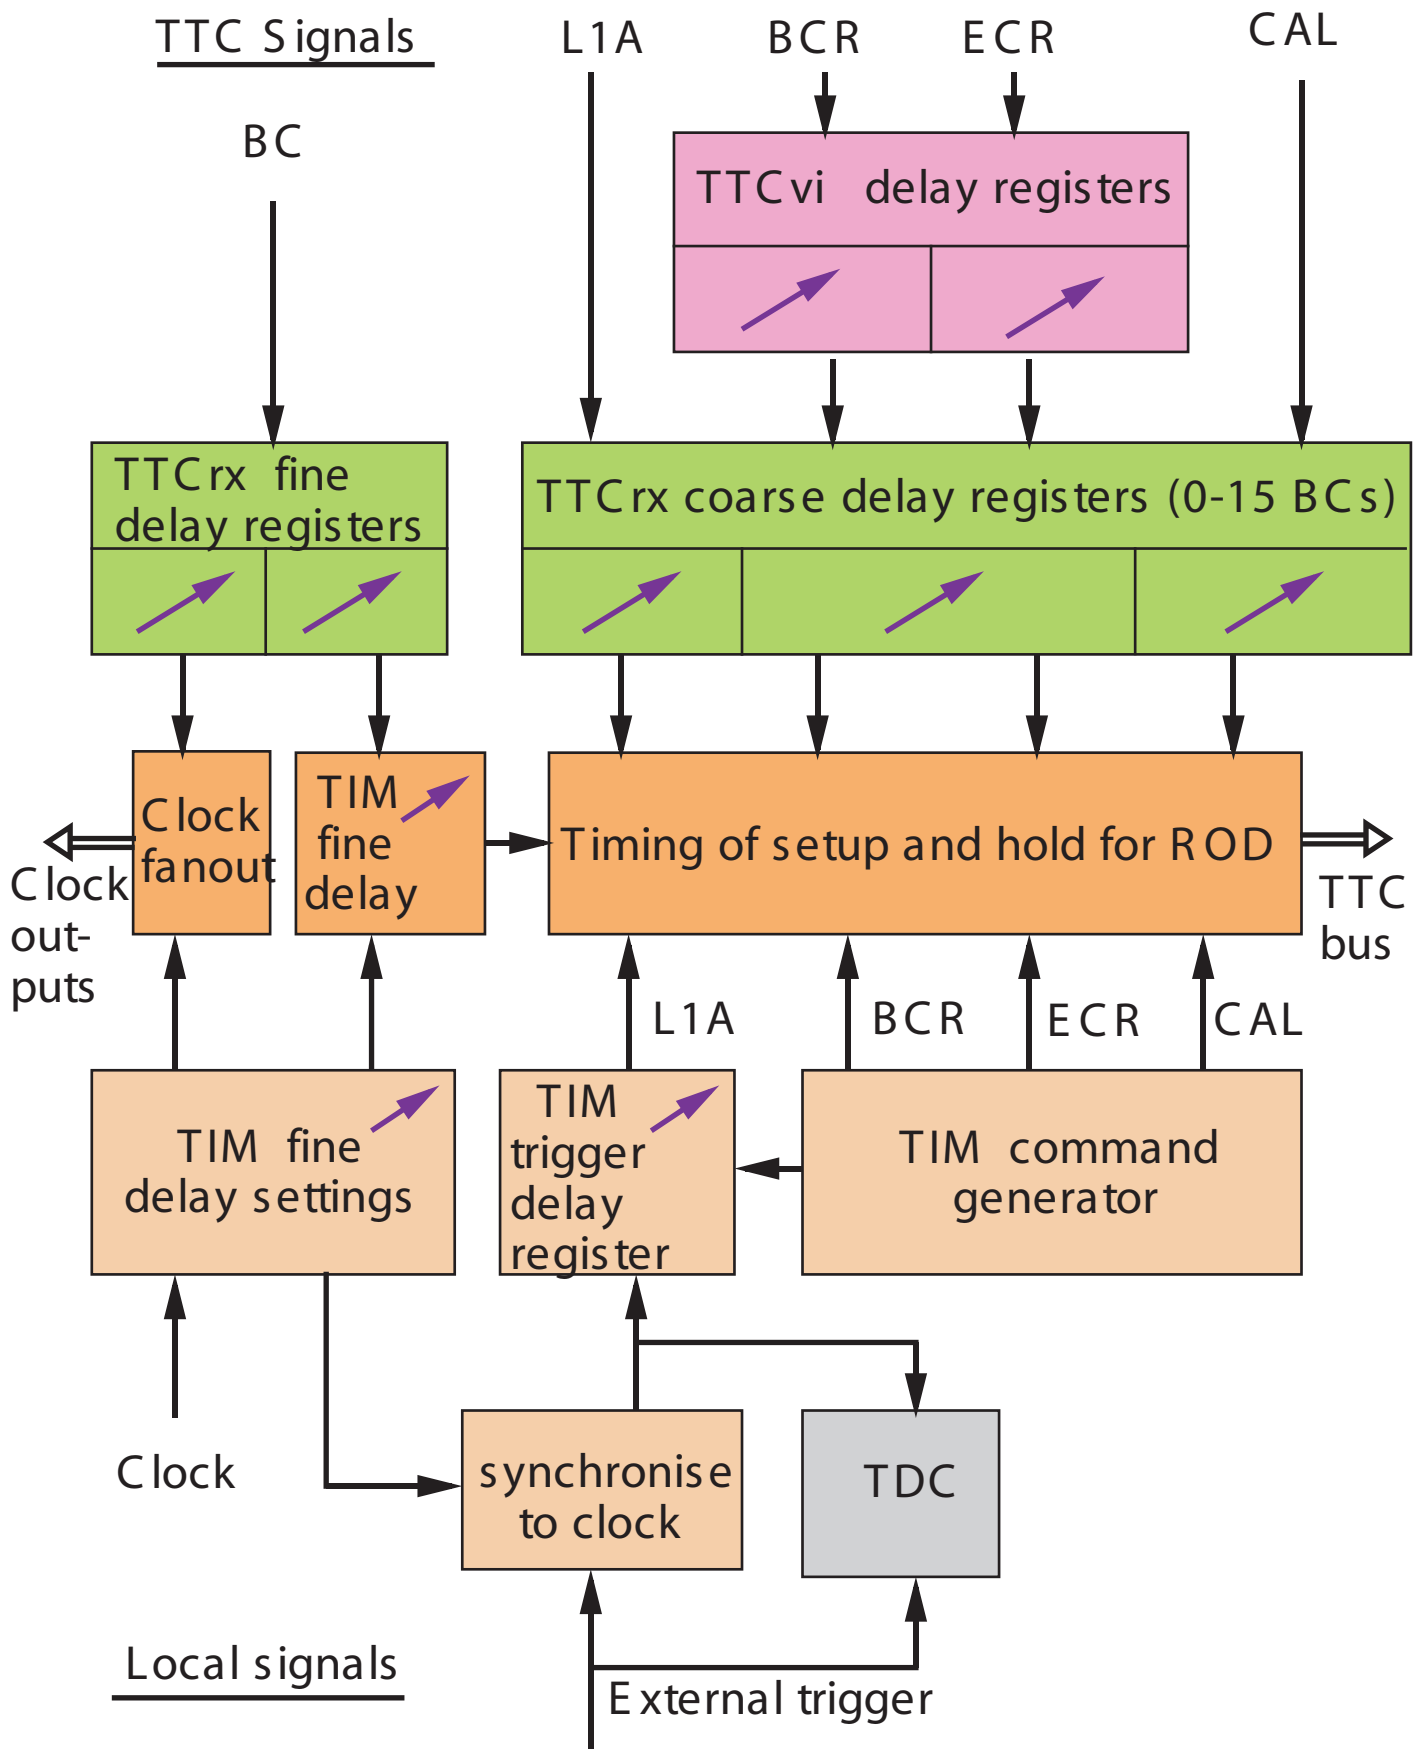 TTC Signals
L1A
BCR
ECR
CAL
BC
TTCvi delay registers
TTCrx fine
delay registers
TTCrx coarse delay registers (0-15 BCs)
Clock
fanout
TIM
fine
delay
Timing of setup and hold for ROD
Clock
out-
puts
TTC
bus
L1A
BCR
ECR
CAL
TIM fine
delay settings
TIM
trigger
delay
register
TIM command
generator
Clock
synchronise
to clock
TDC
Local signals
External trigger